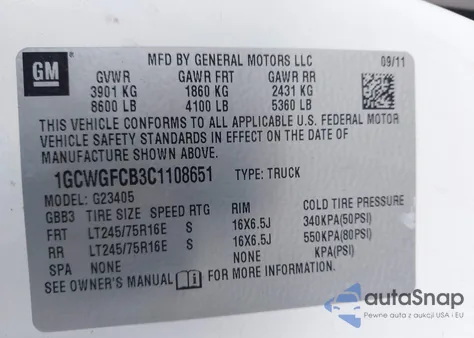 GM
MFD BY GENERAL MOTORS LLC 09/11
GVWR GAWR FRT GAWR RR
3901 KG 1860 KG 2431 KG
8600 LB 4100 LB 5360 LB
THIS VEHICLE CONFORMS TO ALL APPLICABLE U.S. FEDERAL MOTOR
VEHICLE SAFETY STANDARDS IN EFFECT ON THE DATE OF
MANUFACTURE SHOWN ABOVE.
1GCWGFCB3C1108651 TYPE: TRUCK
MODEL: G23405
GBB3 TIRE SIZE SPEED RTG RIM COLD TIRE PRESSURE
FRT LT245/75R16E S 16X6.5J 340KPA(50PSI)
RR LT245/75R16E S 16X6.5J 550KPA(80PSI)
SPA NONE NONE KPA(PSI)
SEE OWNER'S MANUAL i FOR MORE INFORMATION.
autoSnap
Pewne auta z aukcji USA i EU